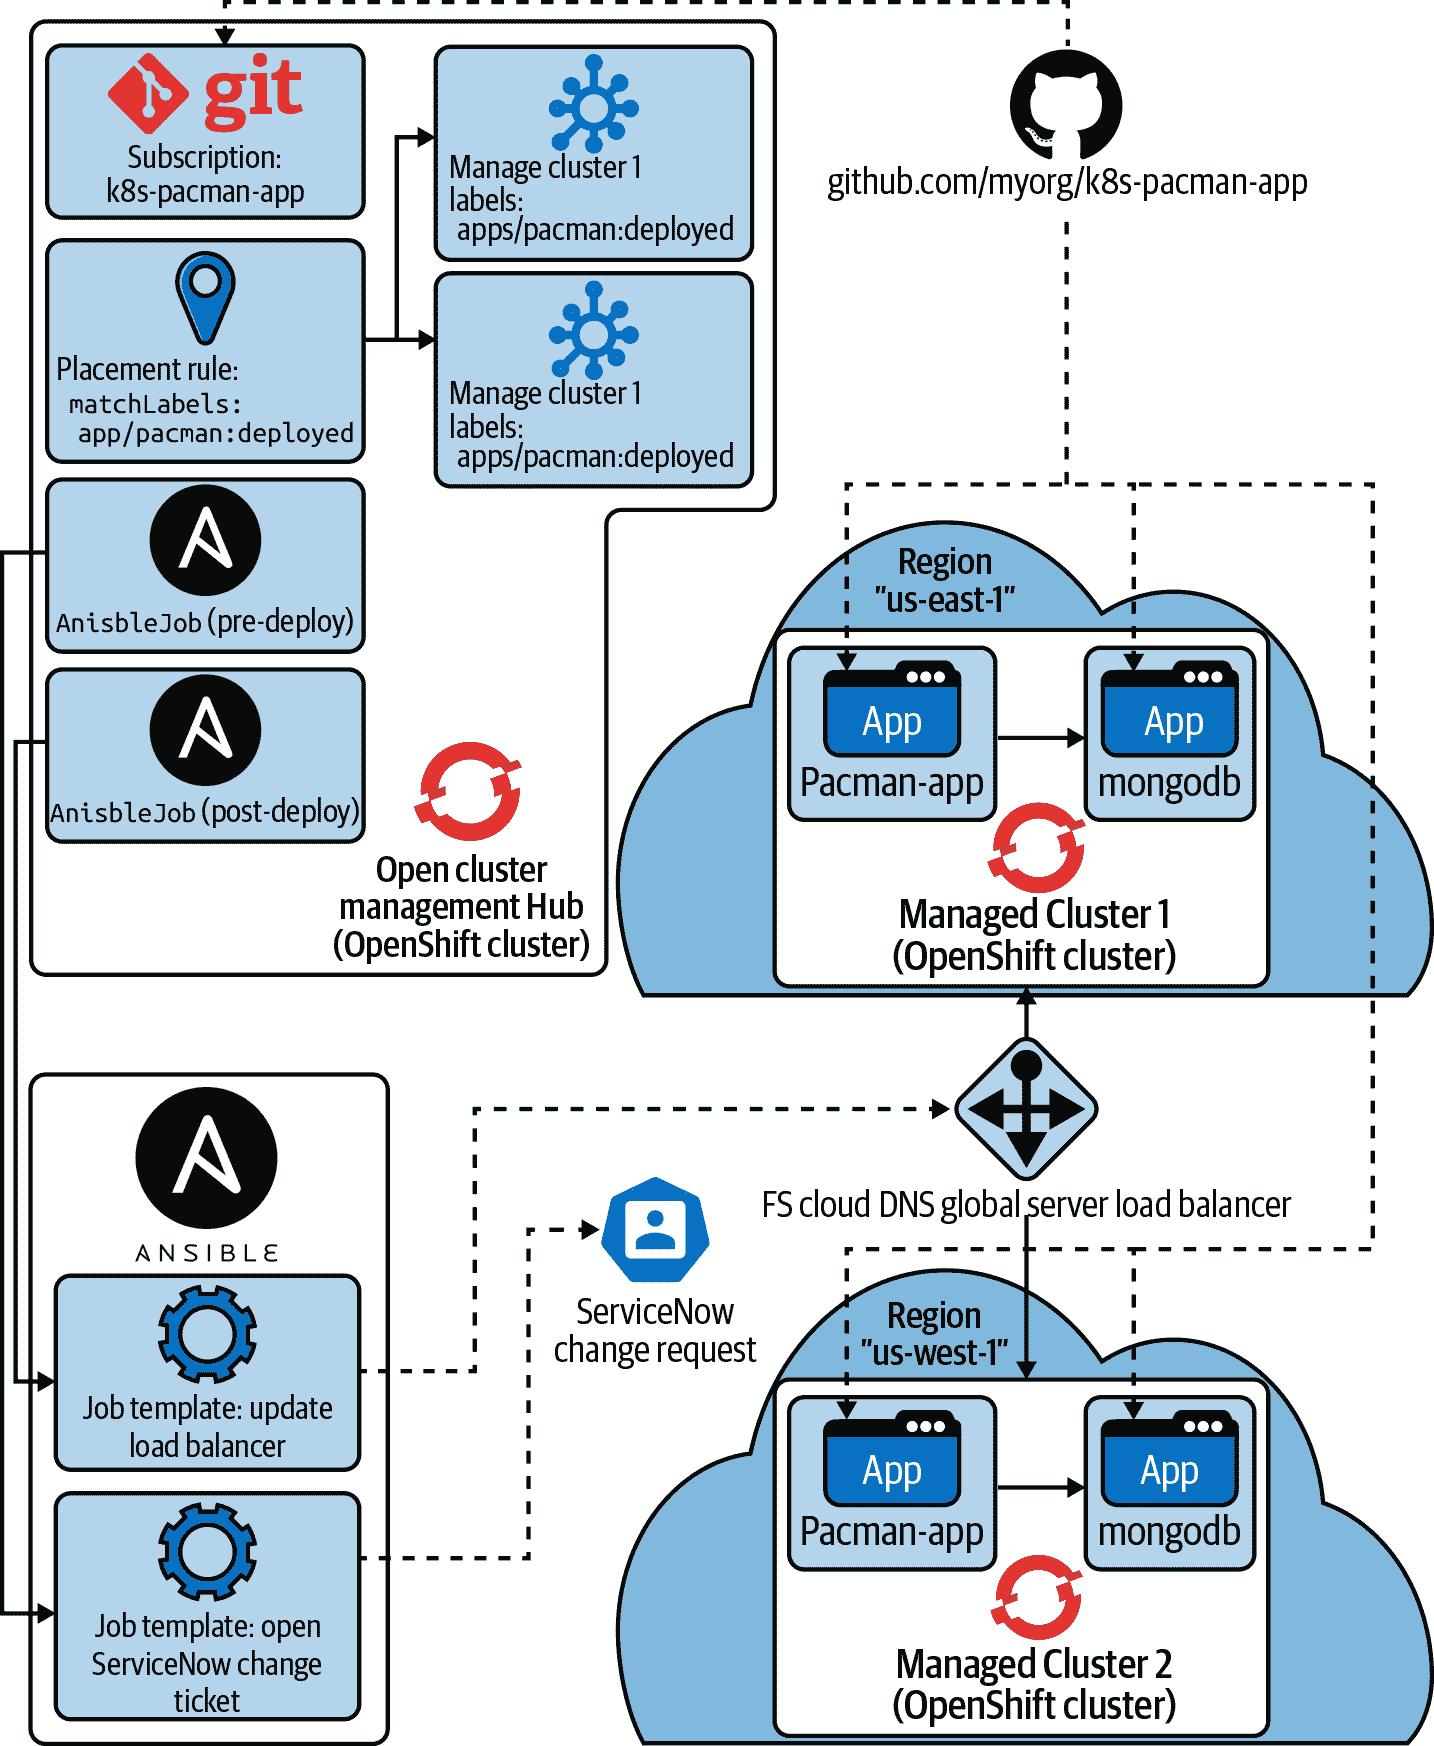 git
Subscription:
k8s-pacman-app
Manage cluster 1
labels:
apps/pacman:deployed
Placement rule:
matchLabels:
app/pacman:deployed
Manage cluster 1
labels:
apps/pacman:deployed
AnisbleJob (pre-deploy)
AnisbleJob (post-deploy)
Open cluster
management Hub
(OpenShift cluster)
github.com/myorg/k8s-pacman-app
Region
"us-east-1"
App
Pacman-app
App
mongodb
Managed Cluster 1
(OpenShift cluster)
FS cloud DNS global server load balancer
ANSIBLE
Job template: update
load balancer
Job template: open
ServiceNow change
ticket
ServiceNow
change request
Region
"us-west-1"
App
Pacman-app
App
mongodb
Managed Cluster 2
(OpenShift cluster)